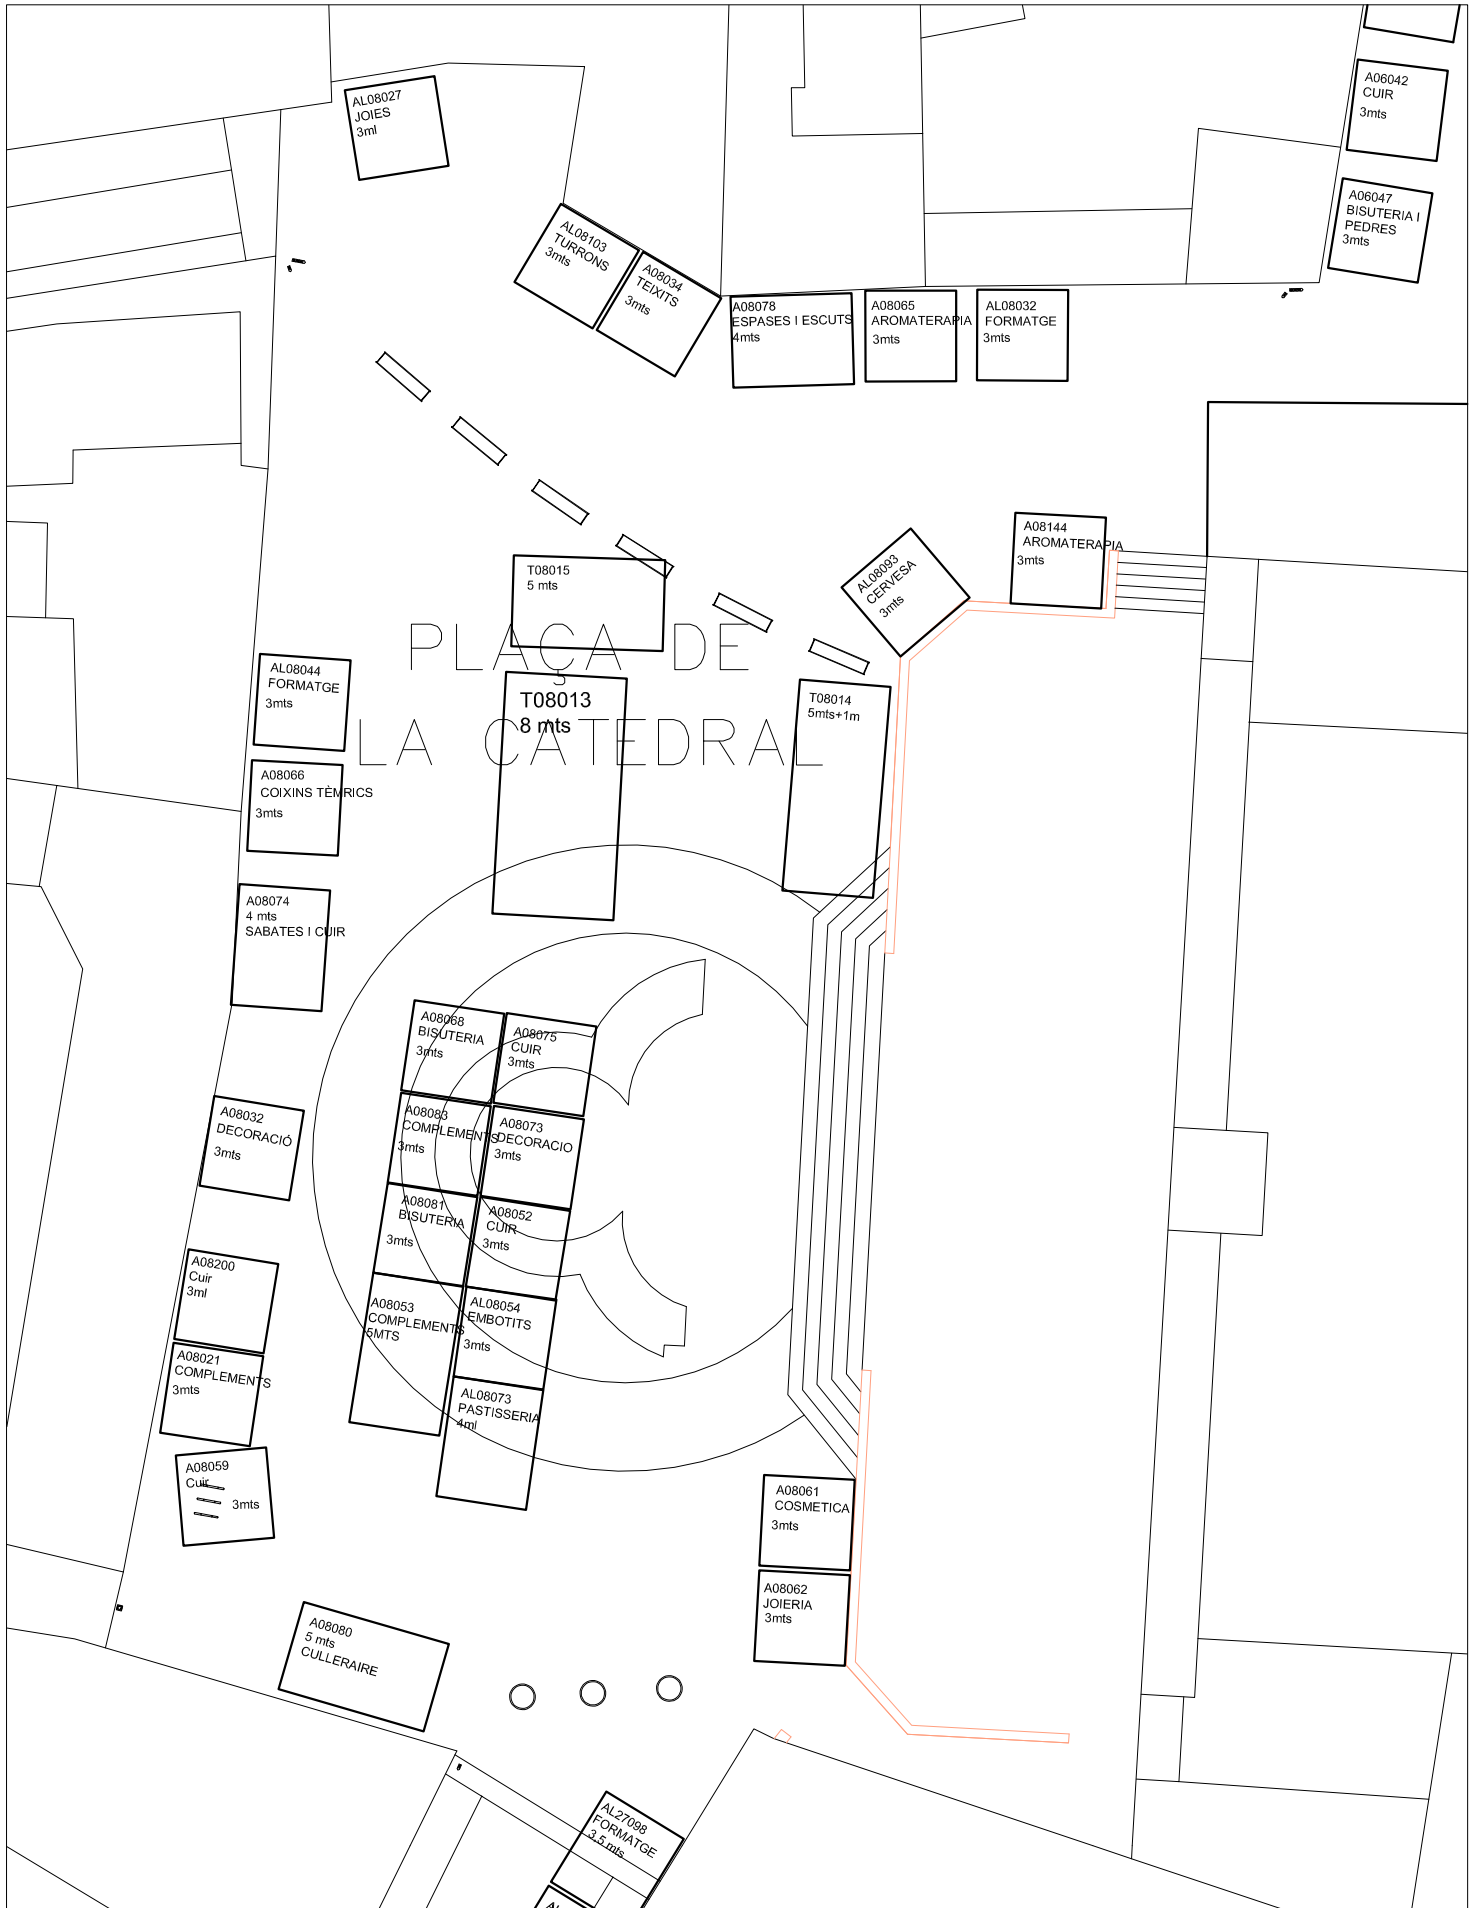 AL08027
JOIES
3ml
A06042
CUIR
3mts
A06047
BISUTERIA I
PEDRES
3mts
AL08103
TURRONS
3mts
A08034
TEIXITS
3mts
A08078
ESPASES I ESCUTS
4mts
A08065
AROMATERAPIA
3mts
AL08032
FORMATGE
3mts
A08144
AROMATERAPIA
3mts
AL08093
CERVESA
3mts
T08015
5 mts
PLAÇA DE
LA CATEDRAL
T08013
8 mts
T08014
5mts+1m
AL08044
FORMATGE
3mts
A08066
COIXINS TÈMRICS
3mts
A08074
4 mts
SABATES I CUIR
A08068
BISUTERIA
3mts
A08075
CUIR
3mts
A08032
DECORACIÓ
3mts
A08083
COMPLEMENTS
3mts
A08073
DECORACIO
3mts
A08081
BISUTERIA
3mts
A08052
CUIR
3mts
A08200
Cuir
3ml
A08053
COMPLEMENTS
5MTS
AL08054
EMBOTITS
3mts
A08021
COMPLEMENTS
3mts
AL08073
PASTISSERIA
4ml
A08059
Cuir
3mts
A08061
COSMETICA
3mts
A08062
JOIERIA
3mts
A08080
5 mts
CULLERAIRE
AL27098
FORMATGE
3,5 mts